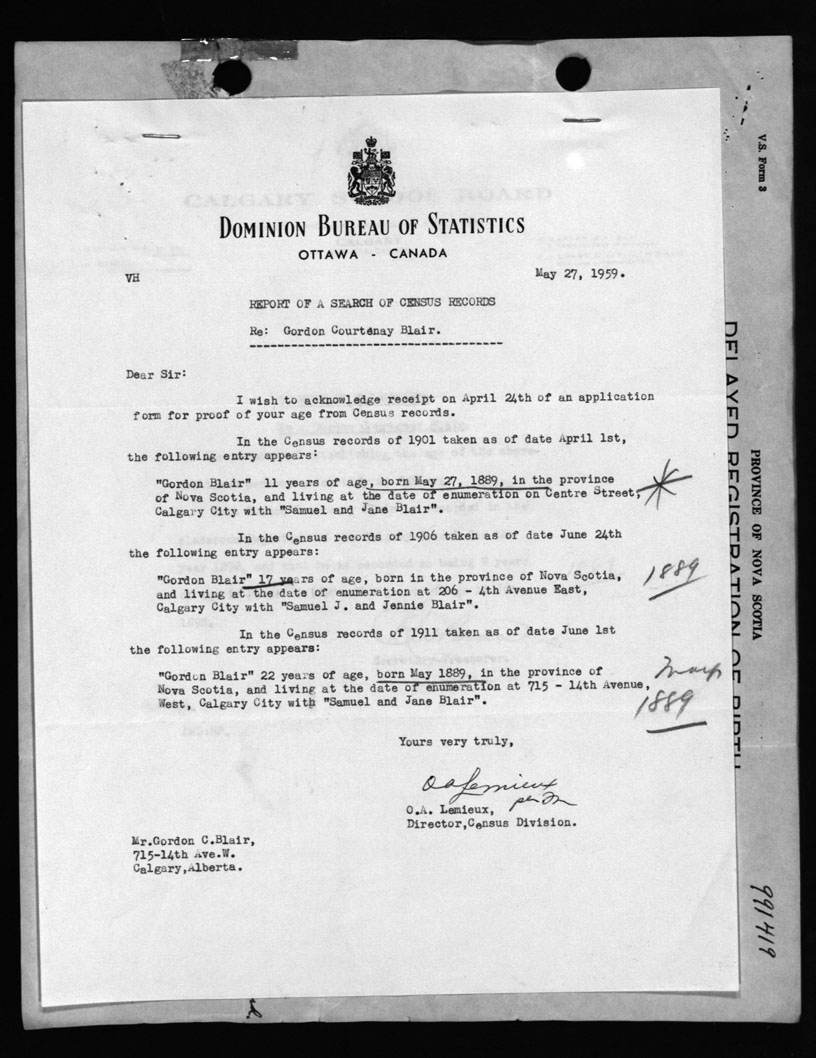 DOMINION BUREAU OF STATISTICS
OTTAWA - CANADA
VH
May 27, 1959.
REPORT OF A SEARCH OF CENSUS RECORDS
Re: Gordon Courtenay Blair.
Dear Sir:
I wish to acknowledge receipt on April 24th of an application
form for proof of your age from Census records.
In the Census records of 1901 taken as of date April 1st,
the following entry appears:
"Gordon Blair" 11 years of age, born May 27, 1889, in the province
of Nova Scotia, and living at the date of enumeration on Centre Street,
Calgary City with "Samuel and Jane Blair".
In the Census records of 1906 taken as of date June 24th
the following entry appears:
"Gordon Blair" 17 years of age, born in the province of Nova Scotia,
and living at the date of enumeration at 206 - 4th Avenue East,
Calgary City with "Samuel J. and Jennie Blair".
1889
In the Census records of 1911 taken as of date June 1st
the following entry appears:
"Gordon Blair" 22 years of age, born May 1889, in the province of
Nova Scotia, and living at the date of enumeration at 715 - 14th Avenue,
West, Calgary City with "Samuel and Jane Blair".
1889
Yours very truly,
O A Lemieux
per
O.A. Lemieux,
Director,Census Division.
Mr.Gordon C.Blair,
715-14th Ave.W.
Calgary,Alberta.
V.S. Form 3
PROVINCE OF NOVA SCOTIA
DELAYED REGISTRATION OF BIRTH
991419